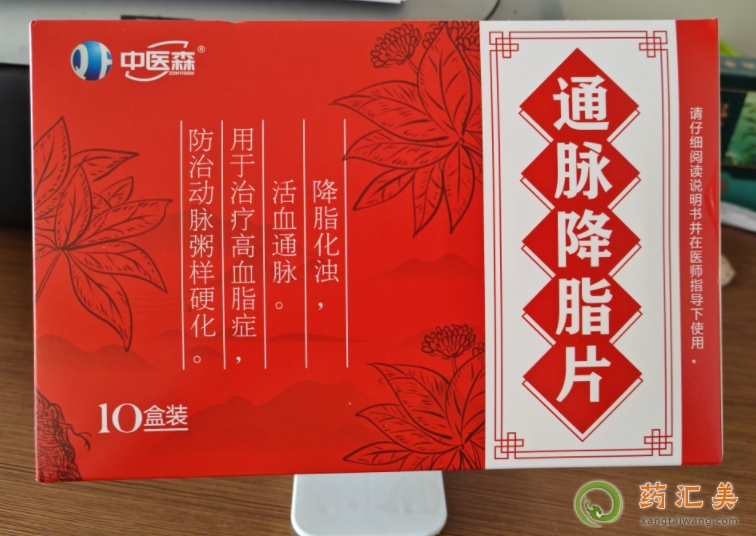 中医森®
ZONYISEN
降脂化浊，
活血通脉。
用于治疗高血脂症，
防治动脉粥样硬化。
10盒装
通脉降脂片
请仔细阅读说明书并在医师指导下使用。
药汇美
kangtaiwang.com